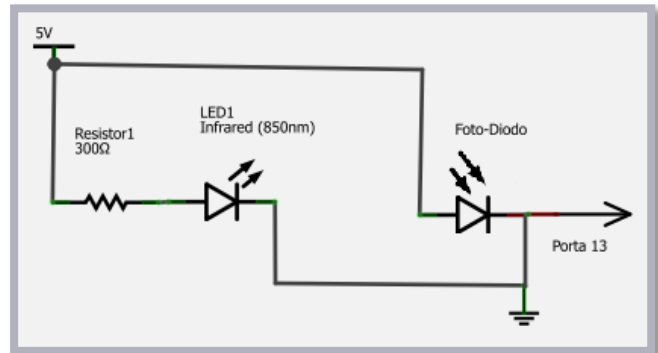 5V
Resistor1
300Ω
LED1
Infrared (850nm)
Foto-Diodo
Porta 13